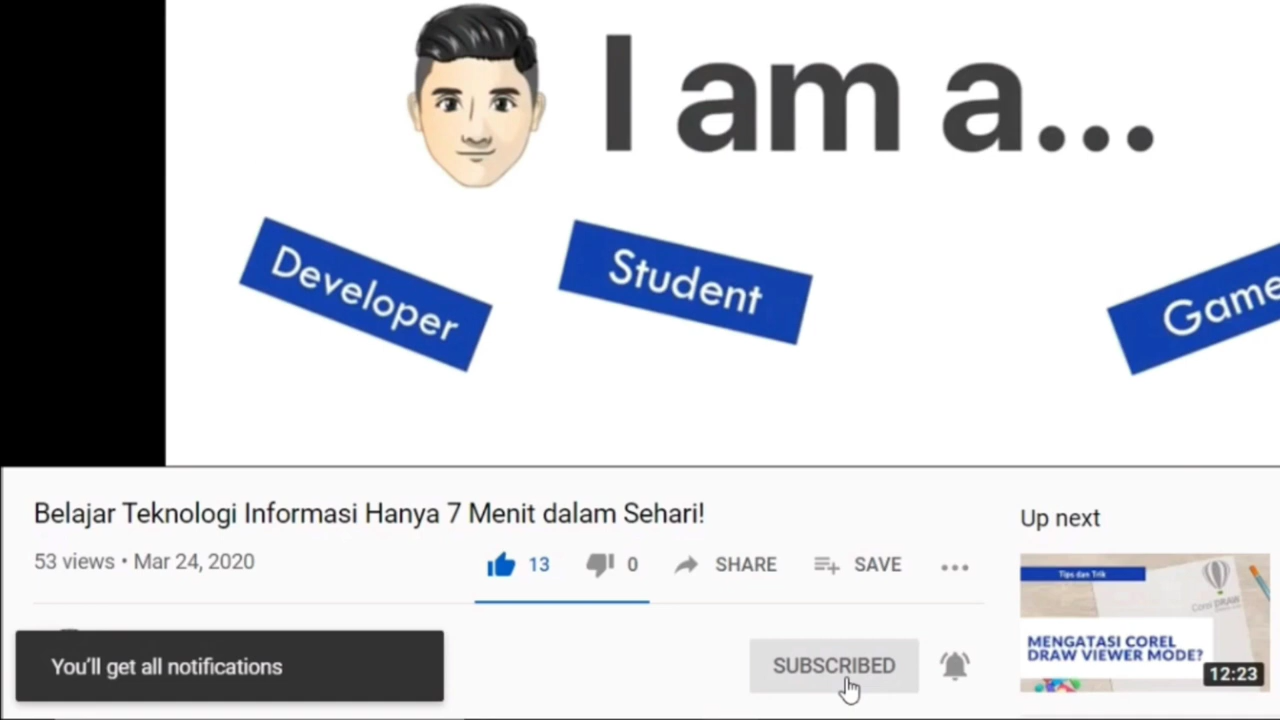 I am a...
Developer
Student
Game
Belajar Teknologi Informasi Hanya 7 Menit dalam Sehari!
53 views • Mar 24, 2020
13
0
SHARE
SAVE
You'll get all notifications
SUBSCRIBED
Up next
Tips dan Trik
Corel DRAW
MENGATASI COREL
DRAW VIEWER MODE?
12:23